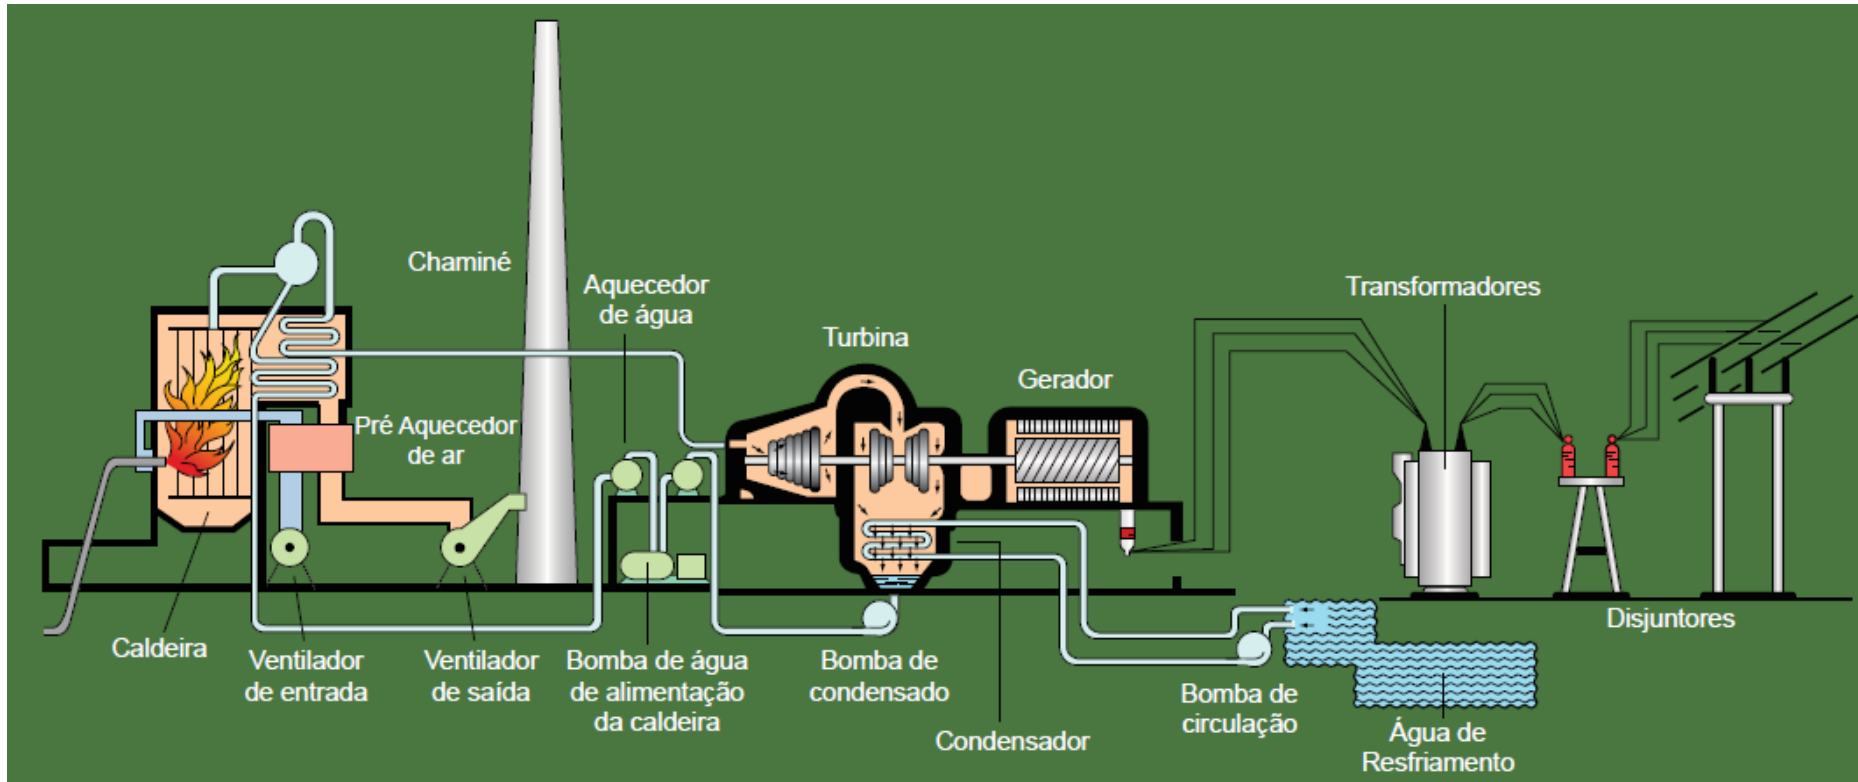 Chaminé
Aquecedor
de água
Turbina
Gerador
Transformadores
Pré Aquecedor
de ar
Caldeira
Ventilador
de entrada
Ventilador
de saída
Bomba de água
de alimentação
da caldeira
Bomba de
condensado
Condensador
Bomba de
circulação
Água de
Resfriamento
Disjuntores